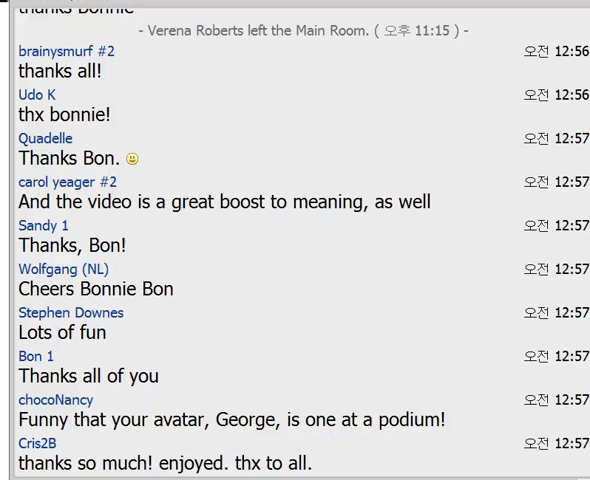 thanks Bonnie
- Verena Roberts left the Main Room. ( 오후 11:15 ) -
brainysmurf #2 오전 12:56
thanks all!
Udo K 오전 12:56
thx bonnie!
Quadelle 오전 12:57
Thanks Bon.
carol yeager #2 오전 12:57
And the video is a great boost to meaning, as well
Sandy 1 오전 12:57
Thanks, Bon!
Wolfgang (NL) 오전 12:57
Cheers Bonnie Bon
Stephen Downes 오전 12:57
Lots of fun
Bon 1 오전 12:57
Thanks all of you
chocoNancy 오전 12:57
Funny that your avatar, George, is one at a podium!
Cris2B 오전 12:57
thanks so much! enjoyed. thx to all.